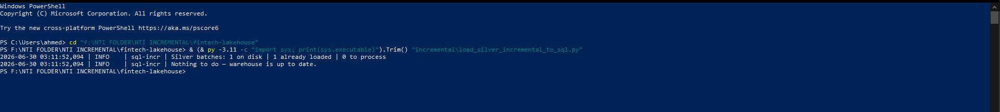 Windows PowerShell
Copyright (C) Microsoft Corporation. All rights reserved.
Try the new cross-platform PowerShell https://aka.ms/pscore6
PS C:\Users\ahmed> cd "f:\NTI FOLDER\NTI INCREMENTAL\fintech-lakehouse"
PS F:\NTI FOLDER\NTI INCREMENTAL\fintech-lakehouse> & (& py -3.11 -c "import sys; print(sys.executable)").Trim() "incremental\load_silver_incremental_to_sql.py"
2026-06-30 03:11:52,094 | INFO    | sql-incr | Silver batches: 1 on disk | 1 already loaded | 0 to process
2026-06-30 03:11:52,094 | INFO    | sql-incr | Nothing to do — warehouse is up to date.
PS F:\NTI FOLDER\NTI INCREMENTAL\fintech-lakehouse>